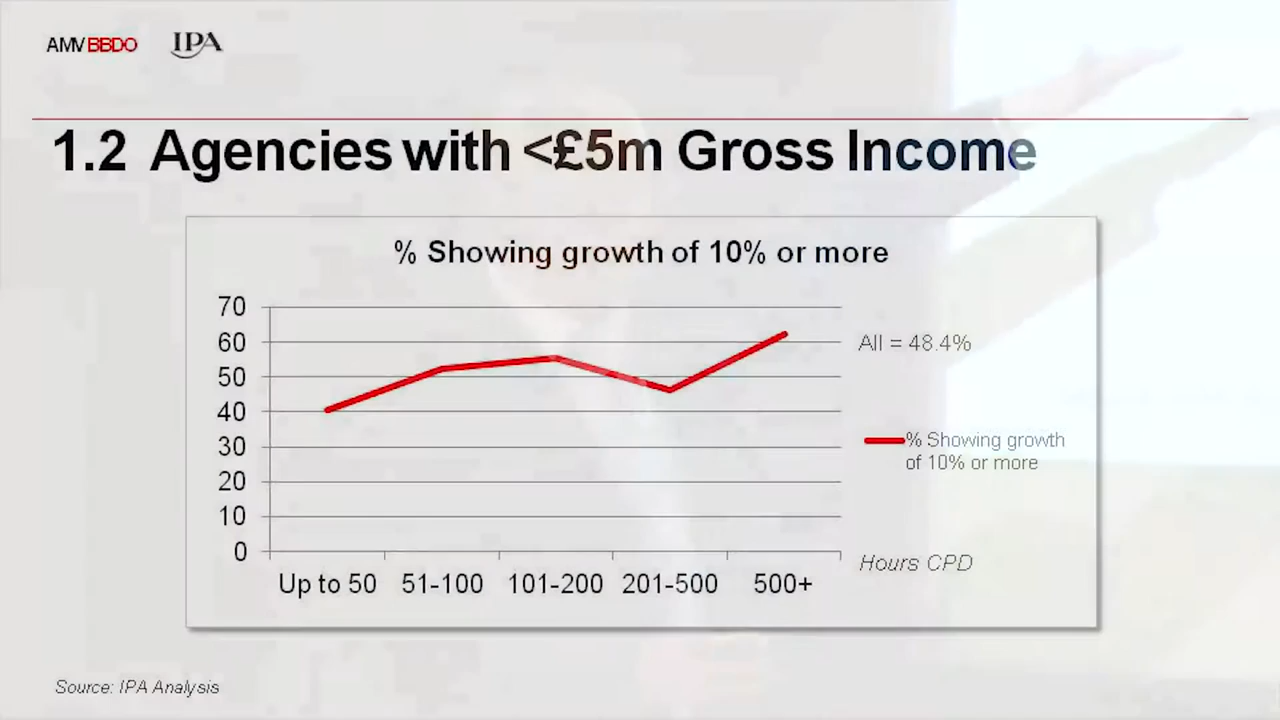 AMVBBDO IPA
1.2 Agencies with <£5m Gross Income
% Showing growth of 10% or more
70
60
50
40
30
20
10
0
All = 48.4%
% Showing growth
of 10% or more
Hours CPD
Up to 50 51-100 101-200 201-500 500+
Source: IPA Analysis